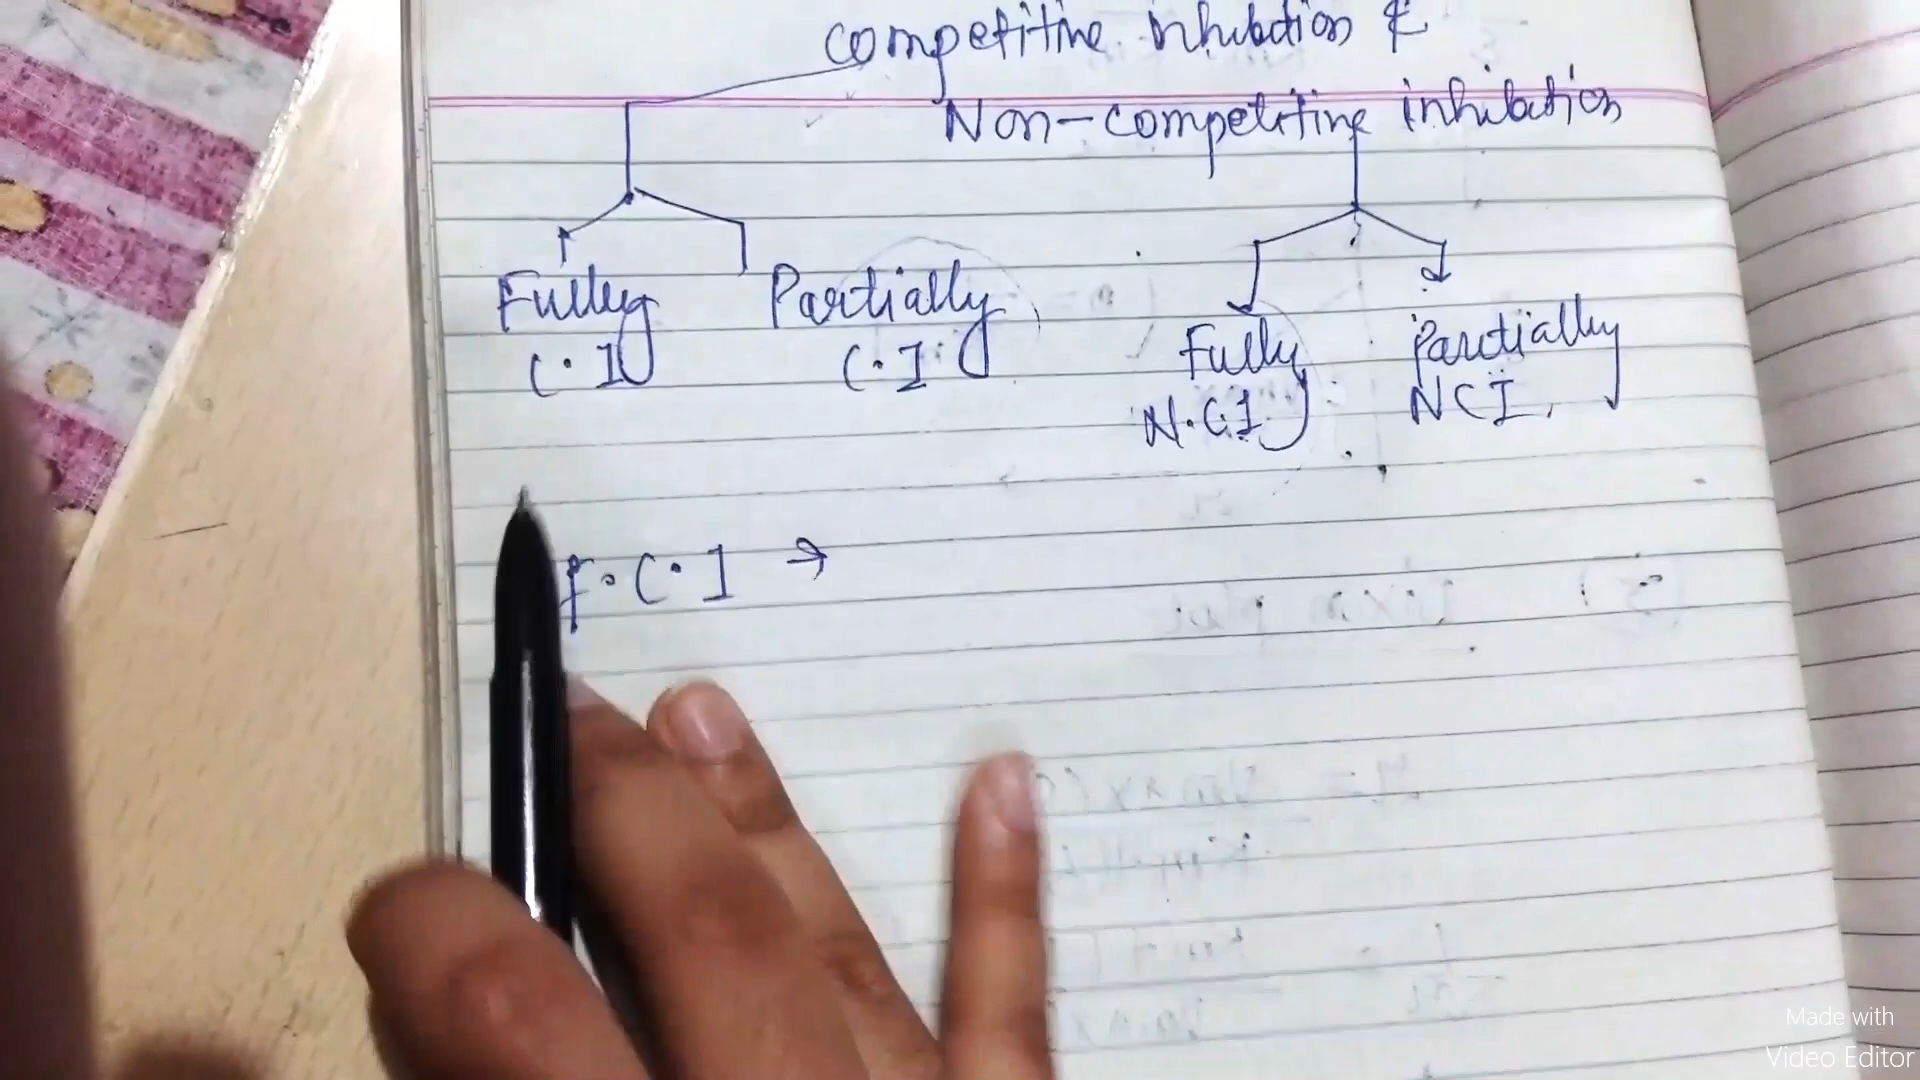 competitive inhibition &
Non-competitive inhibition
Fully
C.I
Partially
C.I.
Fully
N.C.I
Partially
NCI
F.C.I →
Made with
Video Editor